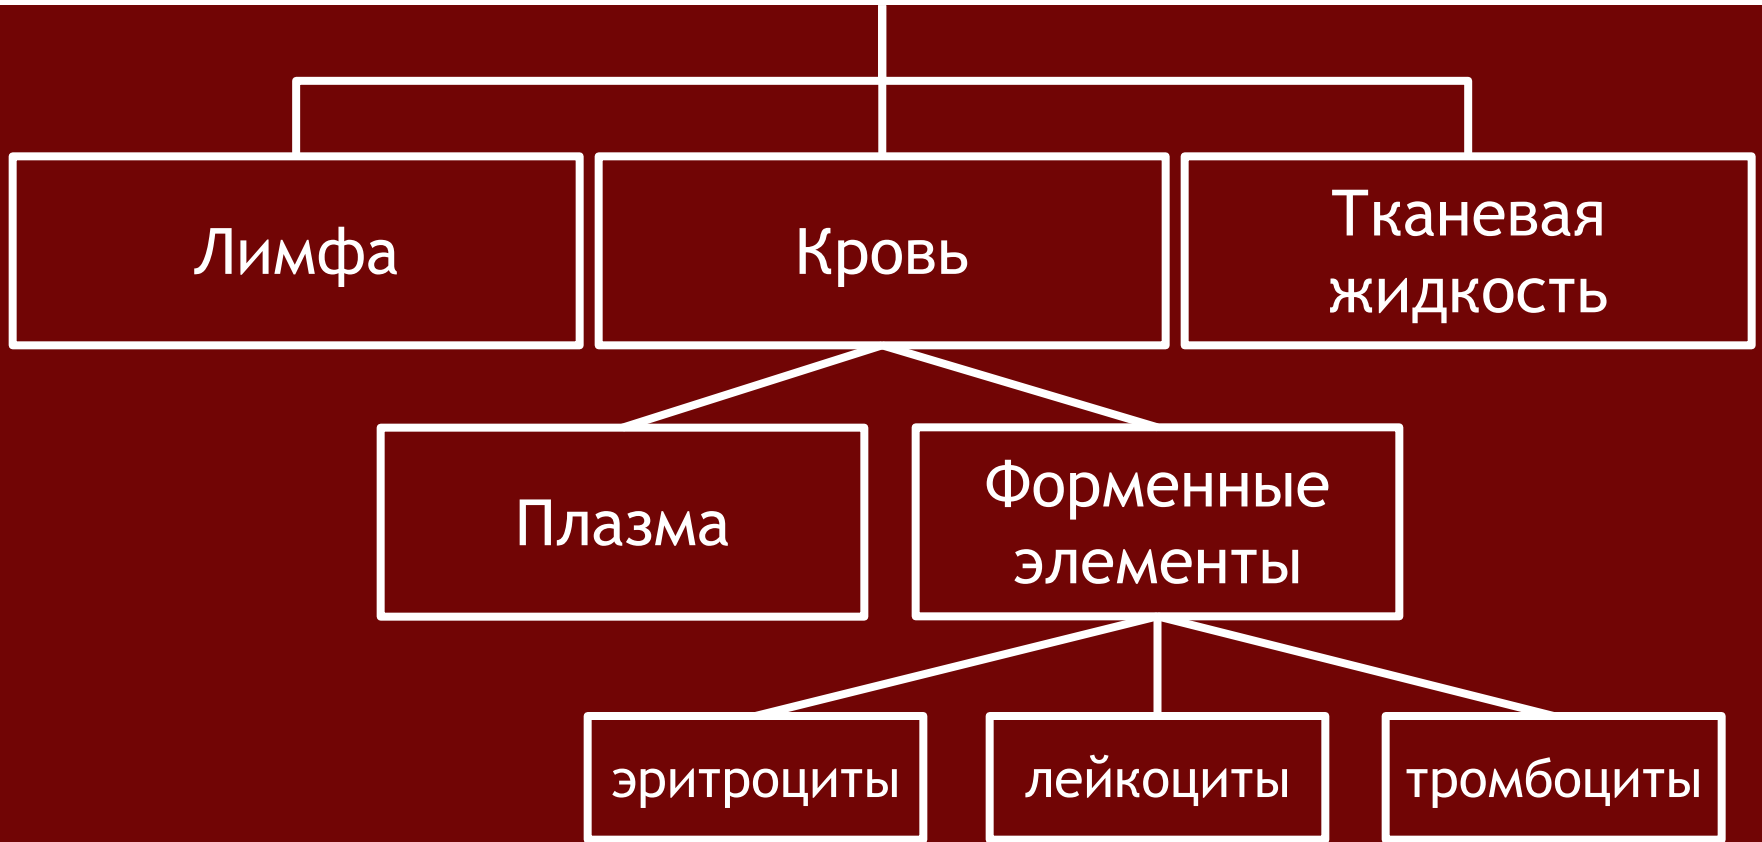 Лимфа
Кровь
Тканевая
жидкость
Плазма
Форменные
элементы
эритроциты
лейкоциты
тромбоциты